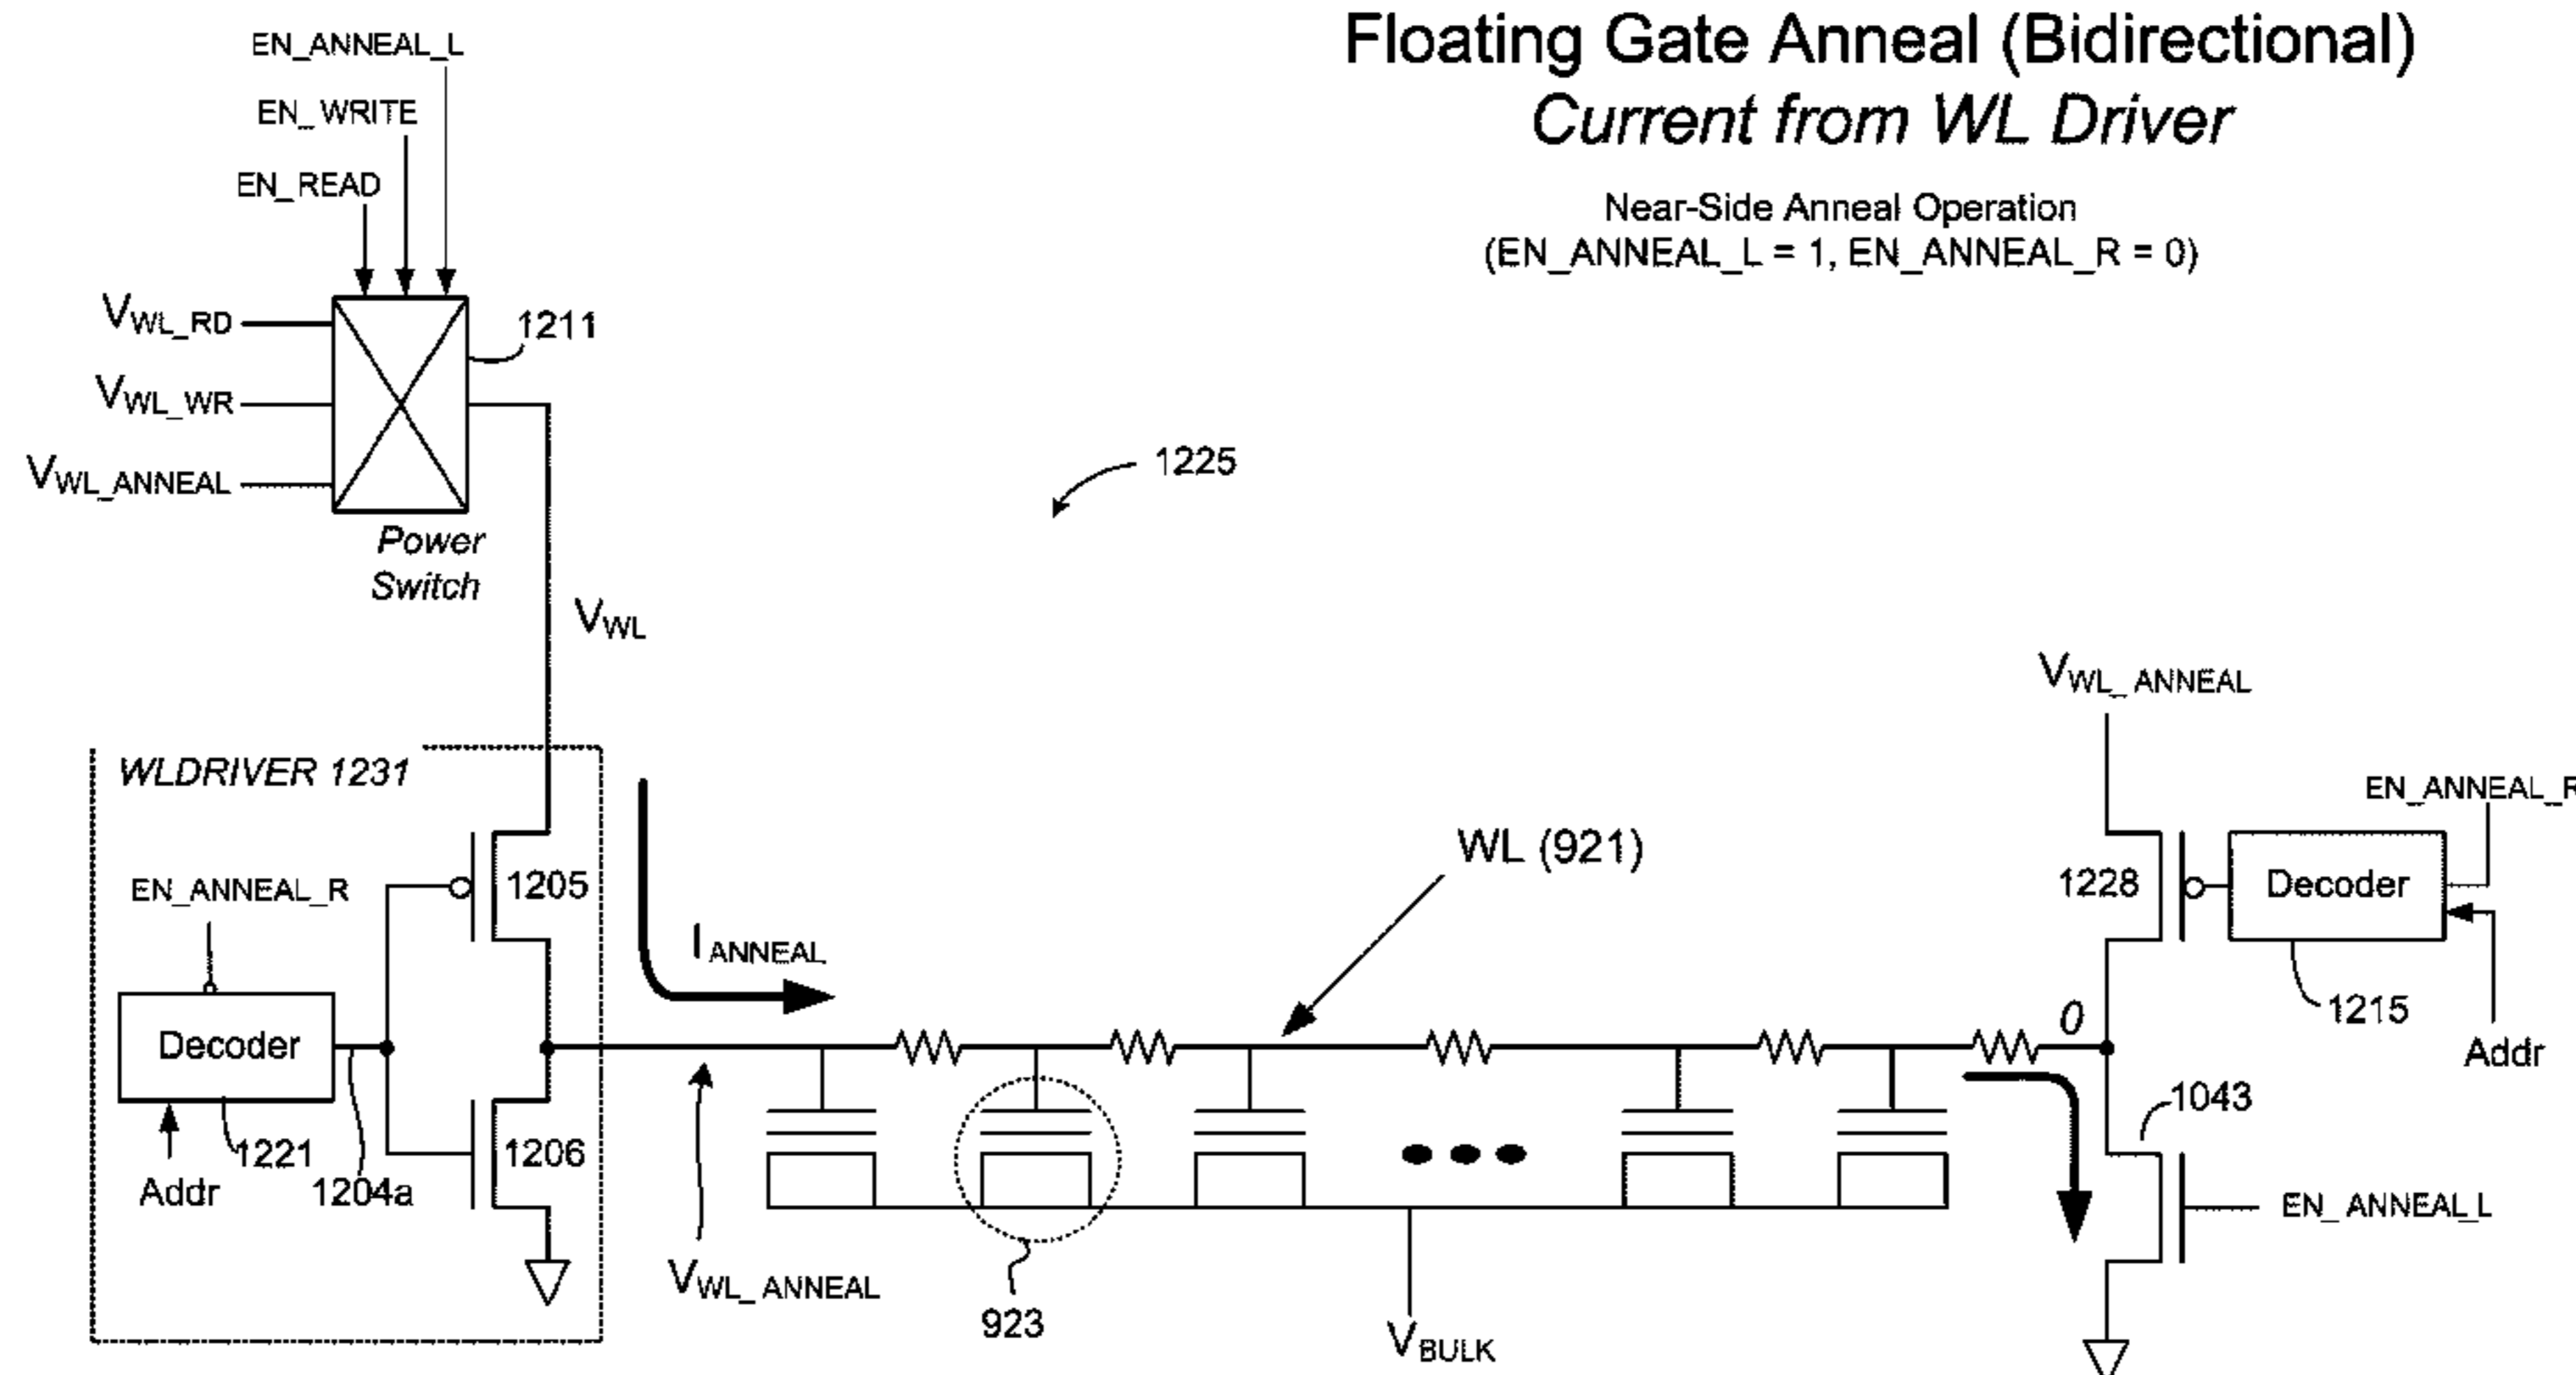 Floating Gate Anneal (Bidirectional)
Current from WL Driver
Near-Side Anneal Operation
(EN_ANNEAL_L = 1, EN_ANNEAL_R = 0)
EN_ANNEAL_L
EN_WRITE
EN_READ
VWL_RD
1211
VWL_WR
VWL_ANNEAL
Power
Switch
1225
VWL
VWL_ANNEAL
WLDRIVER 1231
EN_ANNEAL_R
WL (921)
EN_ANNEAL_R
1205
1228
Decoder
IANNEAL
1215
0
Addr
Decoder
1043
1206
1221
Addr
1204a
EN_ANNEAL_L
VWL_ANNEAL
923
VBULK